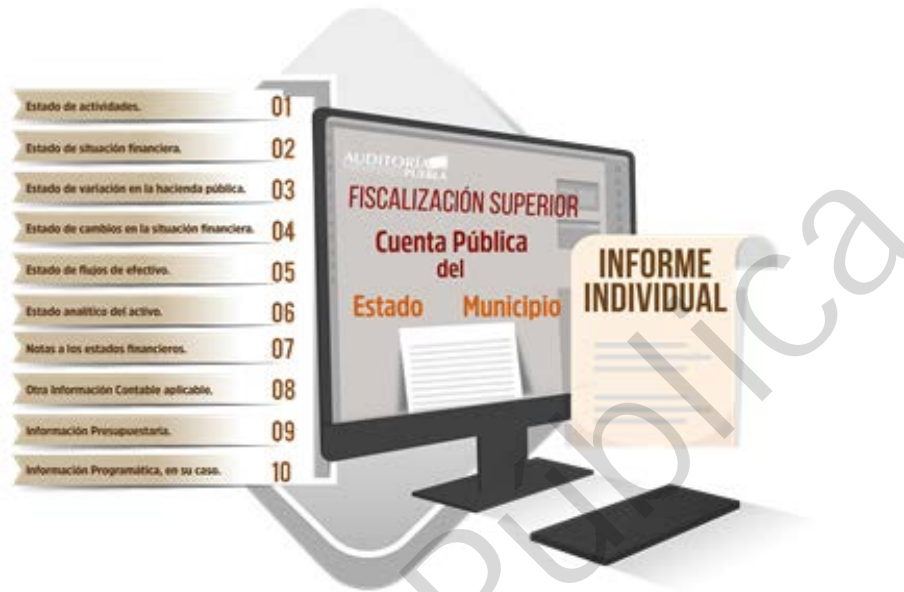 Estado de actividades. 01
Estado de situación financiera. 02
Estado de variación en la hacienda pública. 03
Estado de cambios en la situación financiera. 04
Estado de flujos de efectivo. 05
Estado analítico del activo. 06
Notas a los estados financieros. 07
Otra Información Contable aplicable. 08
Información Presupuestaria. 09
Información Programática, en su caso. 10
AUDITORÍA
PUEBLA
FISCALIZACIÓN SUPERIOR
Cuenta Pública
del
Estado Municipio
INFORME
INDIVIDUAL
Pública